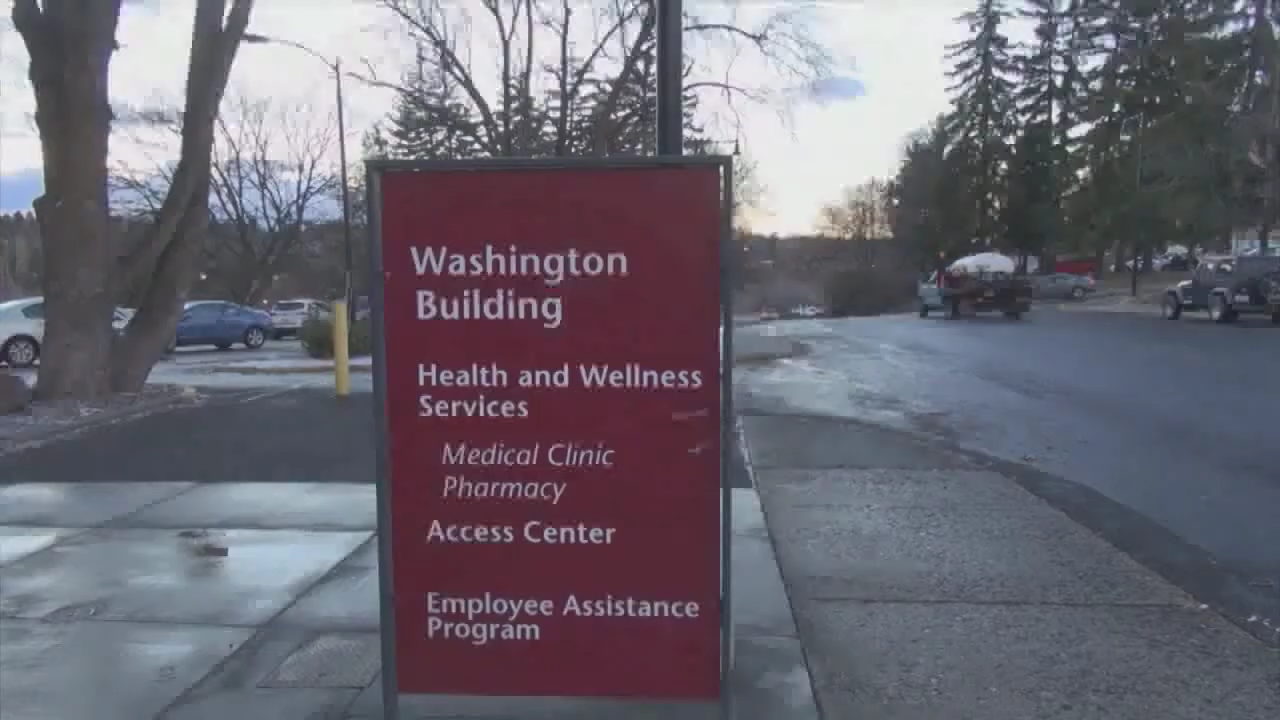 Washington
Building
Health and Wellness
Services
Medical Clinic
Pharmacy
Access Center
Employee Assistance
Program